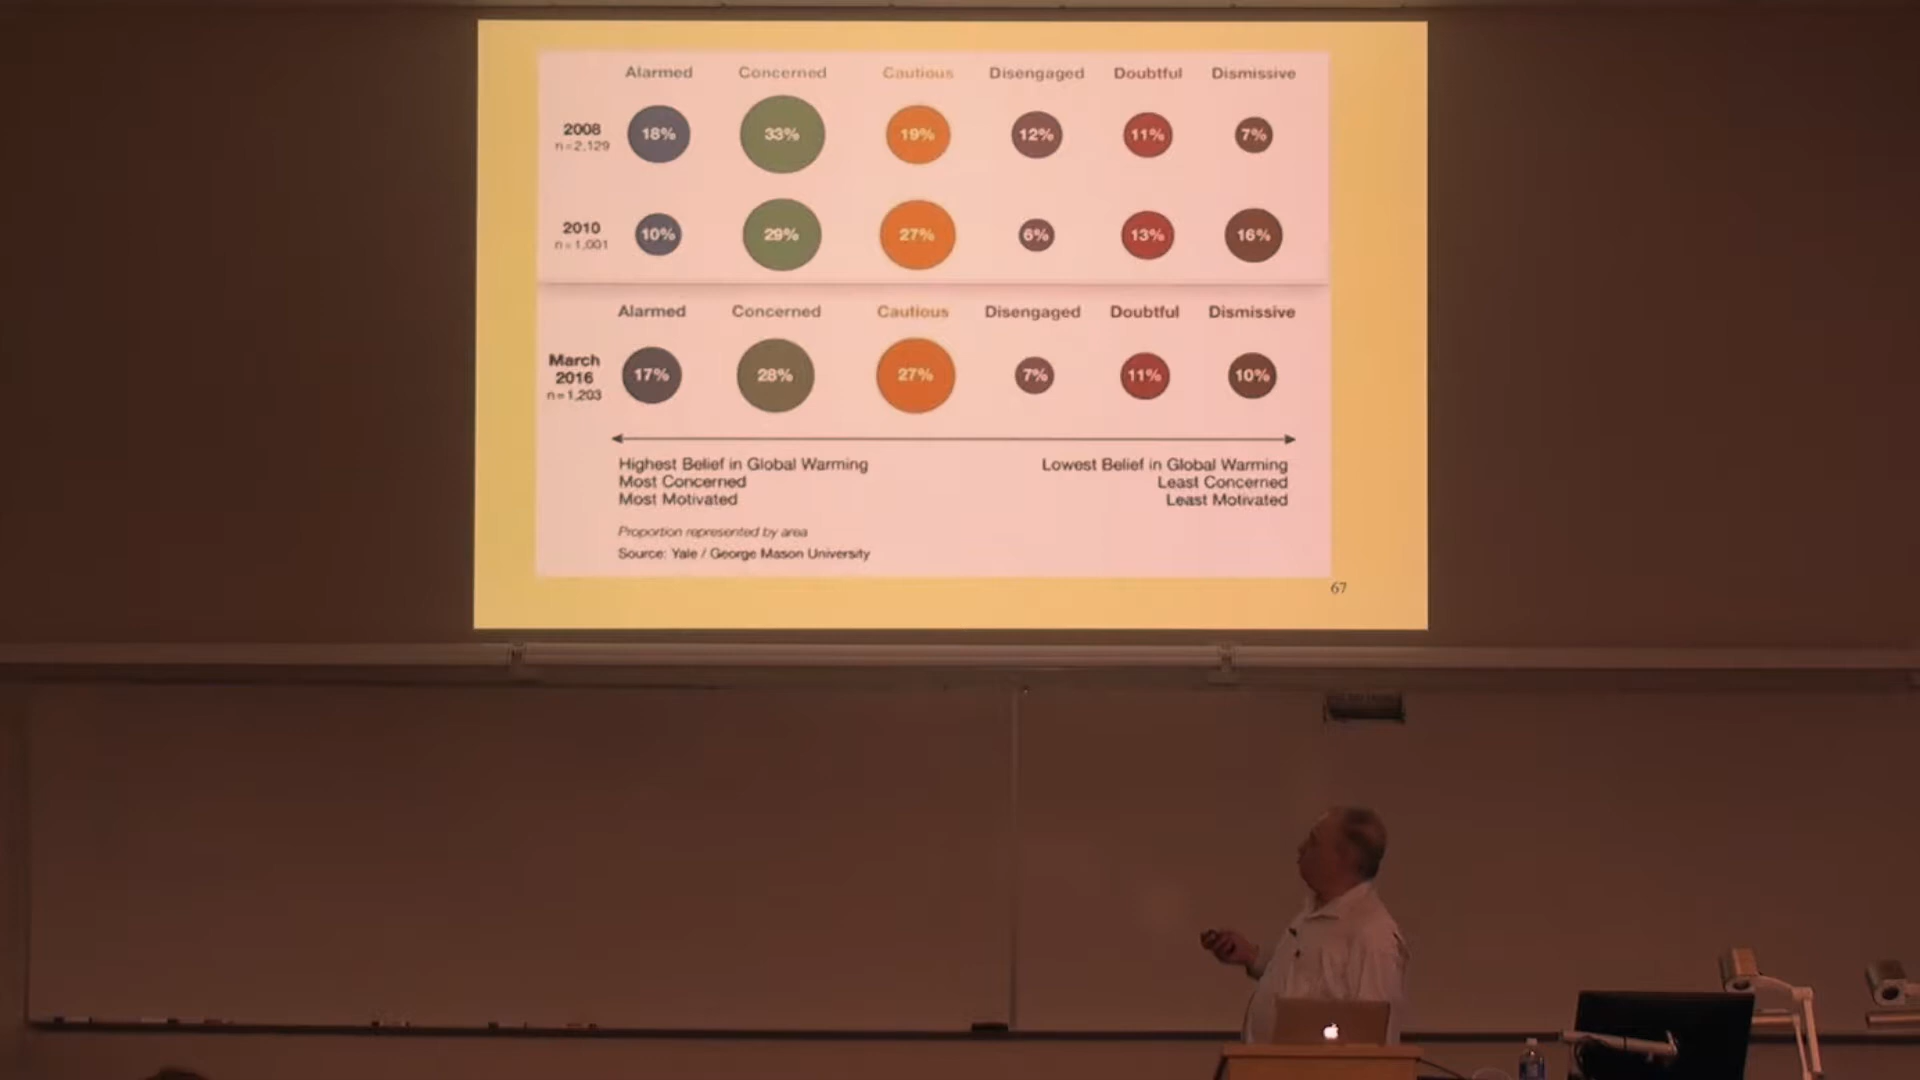 Alarmed Concerned Cautious Disengaged Doubtful Dismissive
2008 18% 33% 19% 12% 11% 7%
n=2,129
2010 10% 29% 27% 6% 13% 16%
n=1,001
Alarmed Concerned Cautious Disengaged Doubtful Dismissive
March
2016 17% 28% 27% 7% 11% 10%
n=1,203
Highest Belief in Global Warming Lowest Belief in Global Warming
Most Concerned Least Concerned
Most Motivated Least Motivated
Proportion represented by area
Source: Yale / George Mason University
67